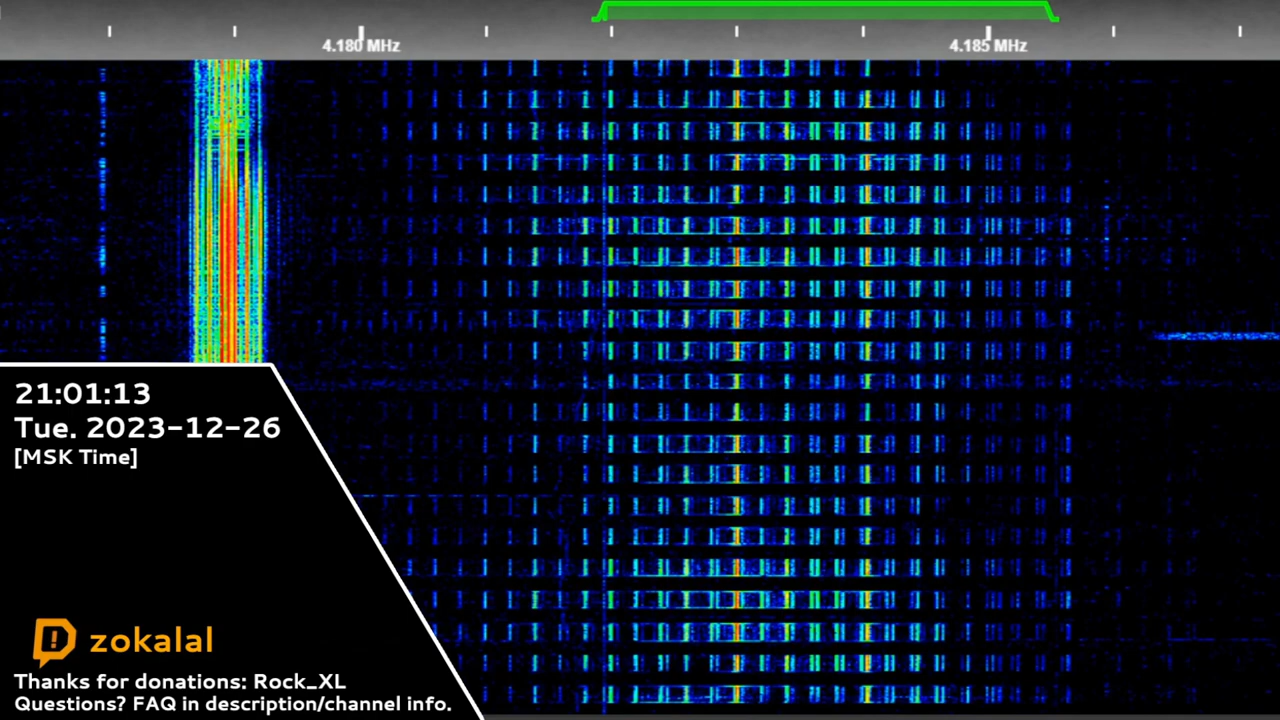 4.180 MHz 4.185 MHz
21:01:13
Tue. 2023-12-26
[MSK Time]
zokalal
Thanks for donations: Rock_XL
Questions? FAQ in description/channel info.